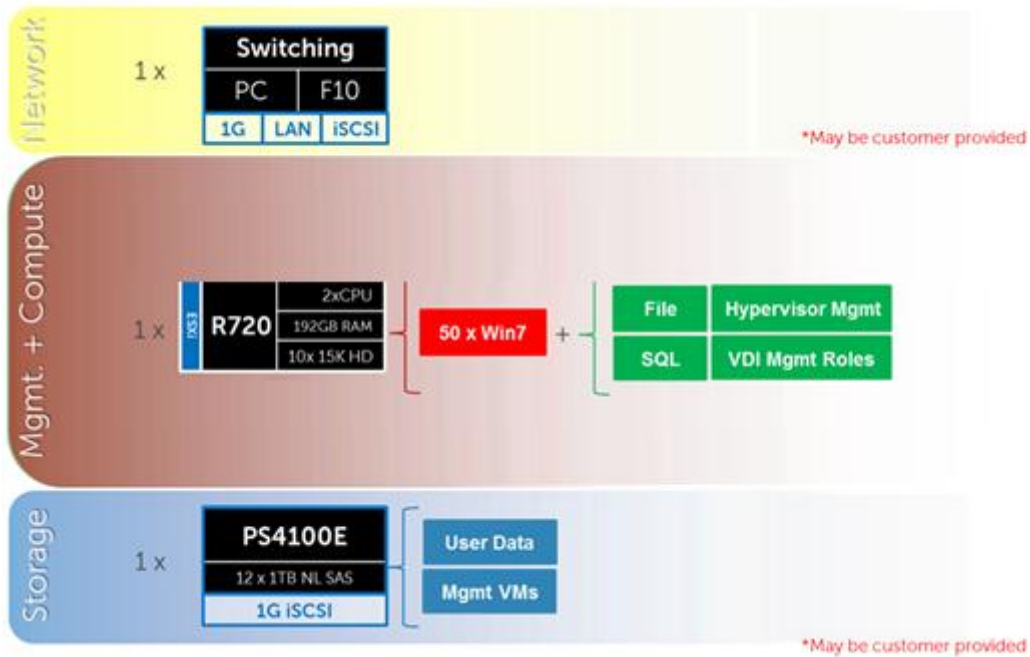 Network
1 x
Switching
PC F10
1G LAN iSCSI
*May be customer provided
Mgmt. + Compute
1 x
ESXi
R720
2xCPU
192GB RAM
10x 15K HD
50 x Win7
+
File Hypervisor Mgmt
SQL VDI Mgmt Roles
Storage
1 x
PS4100E
12 x 1TB NL SAS
1G iSCSI
User Data
Mgmt VMs
*May be customer provided